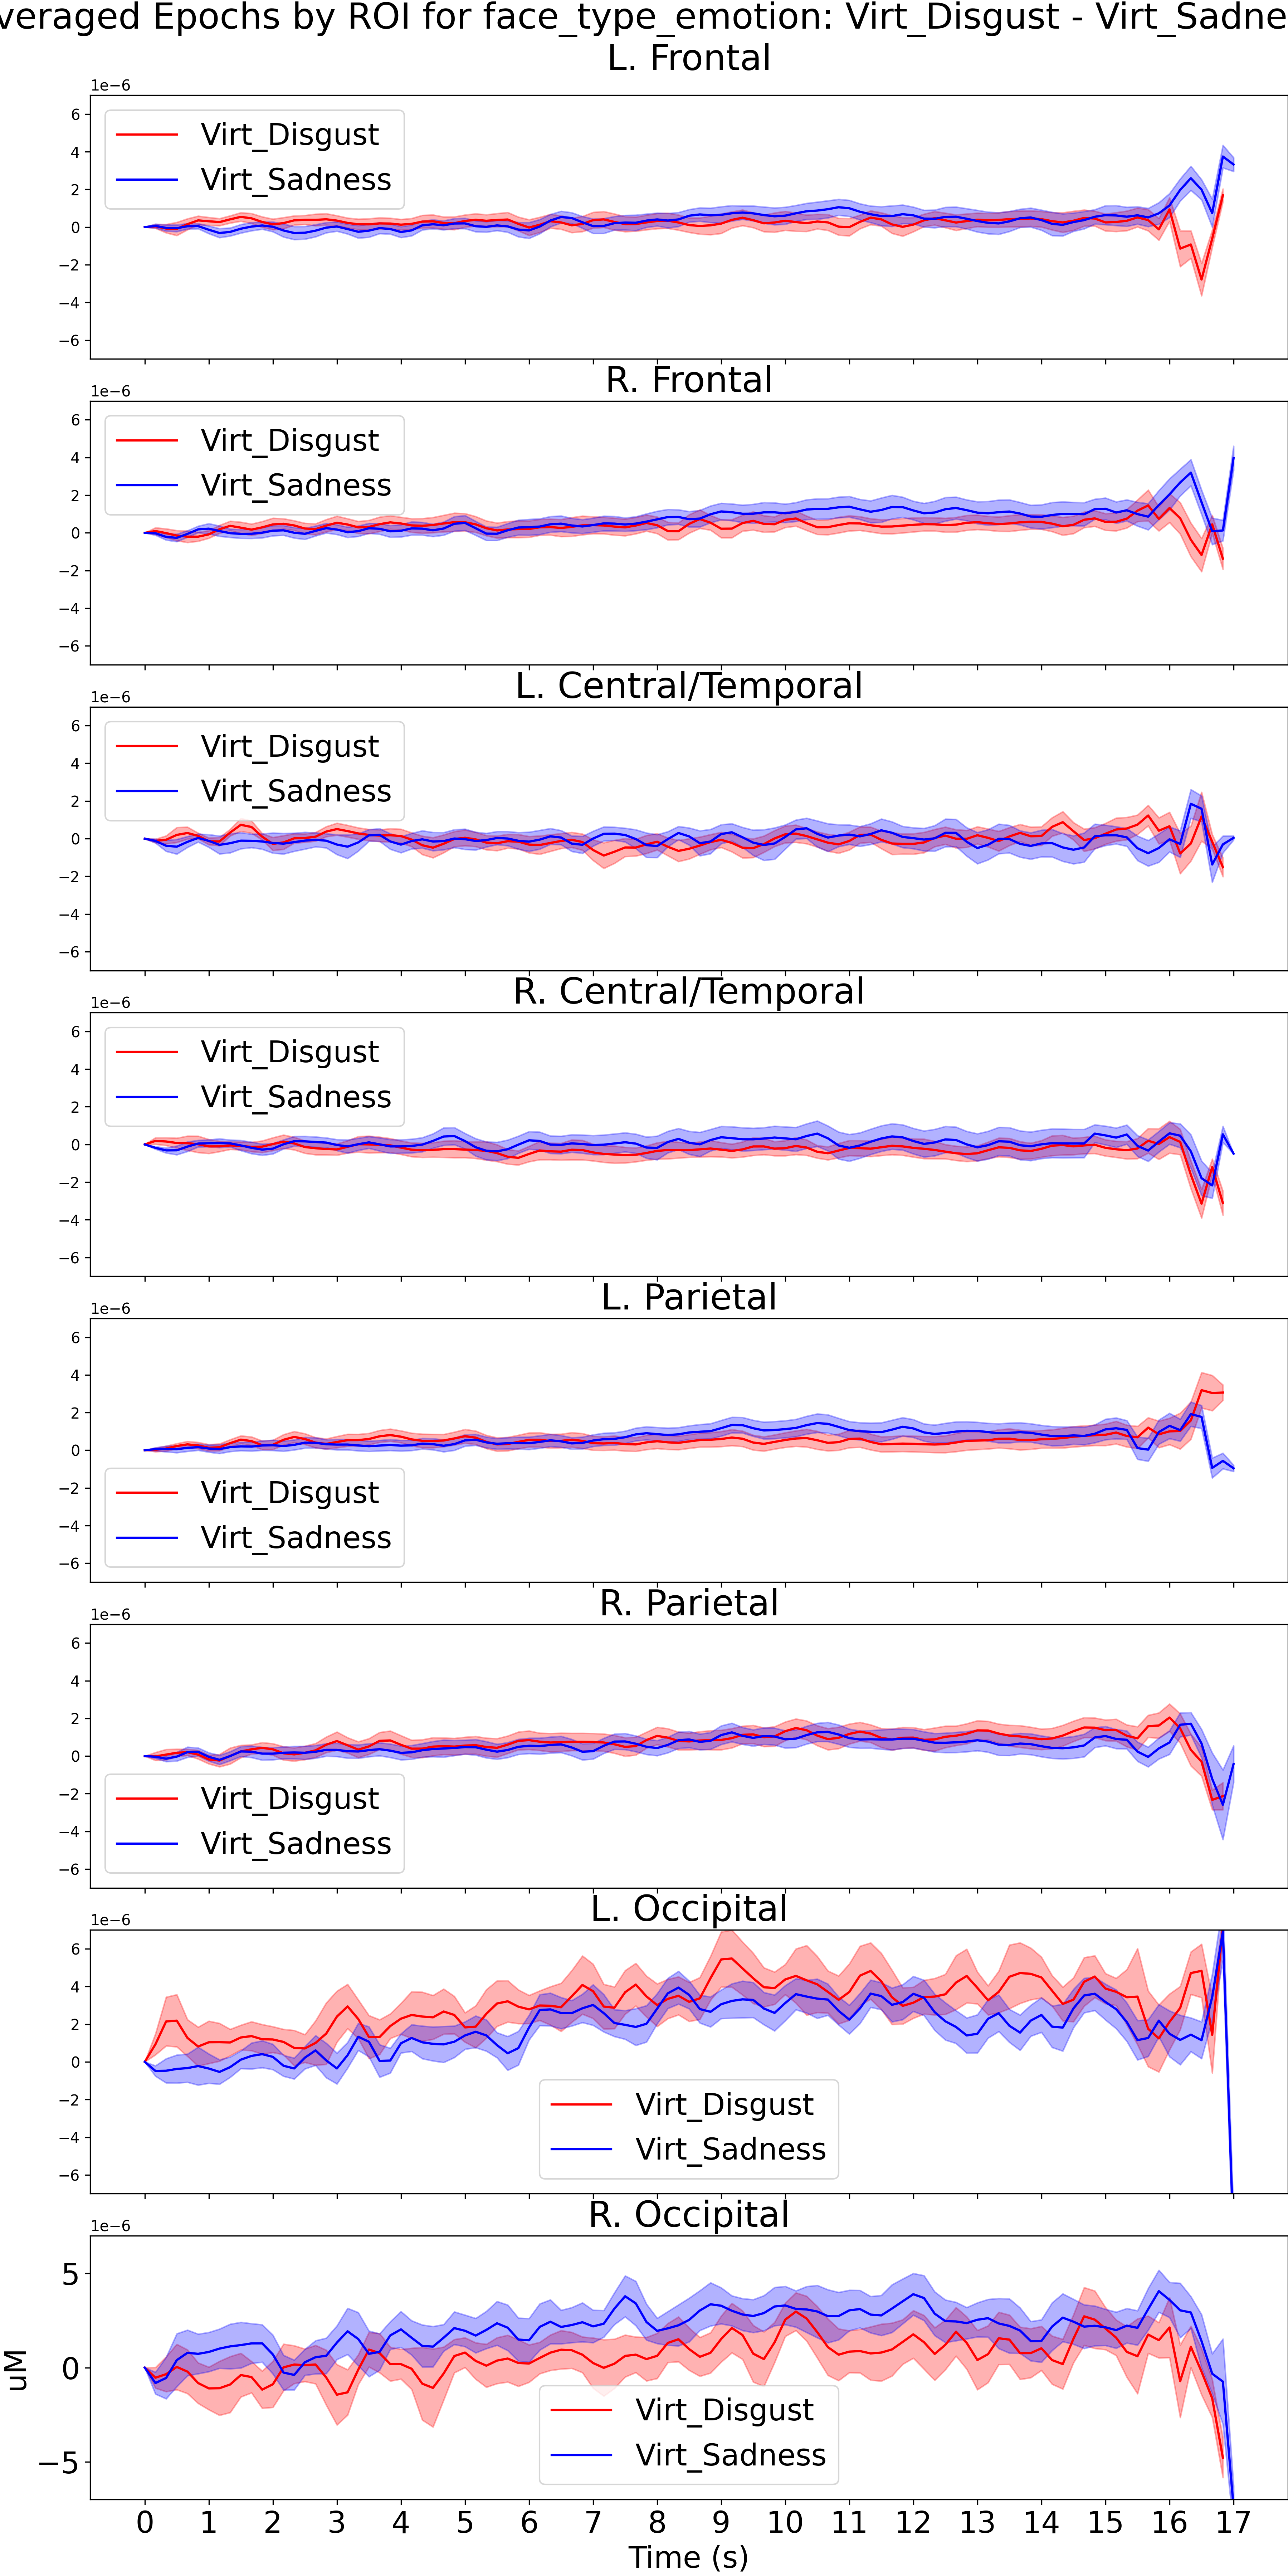 veraged Epochs by ROI for face_type_emotion: Virt_Disgust - Virt_Sadne
L. Frontal
1e−6
6
4
2
0
−2
−4
−6
Virt_Disgust
Virt_Sadness
R. Frontal
1e−6
6
4
2
0
−2
−4
−6
Virt_Disgust
Virt_Sadness
L. Central/Temporal
1e−6
6
4
2
0
−2
−4
−6
Virt_Disgust
Virt_Sadness
R. Central/Temporal
1e−6
6
4
2
0
−2
−4
−6
Virt_Disgust
Virt_Sadness
L. Parietal
1e−6
6
4
2
0
−2
−4
−6
Virt_Disgust
Virt_Sadness
R. Parietal
1e−6
6
4
2
0
−2
−4
−6
Virt_Disgust
Virt_Sadness
L. Occipital
1e−6
6
4
2
0
−2
−4
−6
Virt_Disgust
Virt_Sadness
R. Occipital
1e−6
5
0
−5
uM
Virt_Disgust
Virt_Sadness
0 1 2 3 4 5 6 7 8 9 10 11 12 13 14 15 16 17
Time (s)